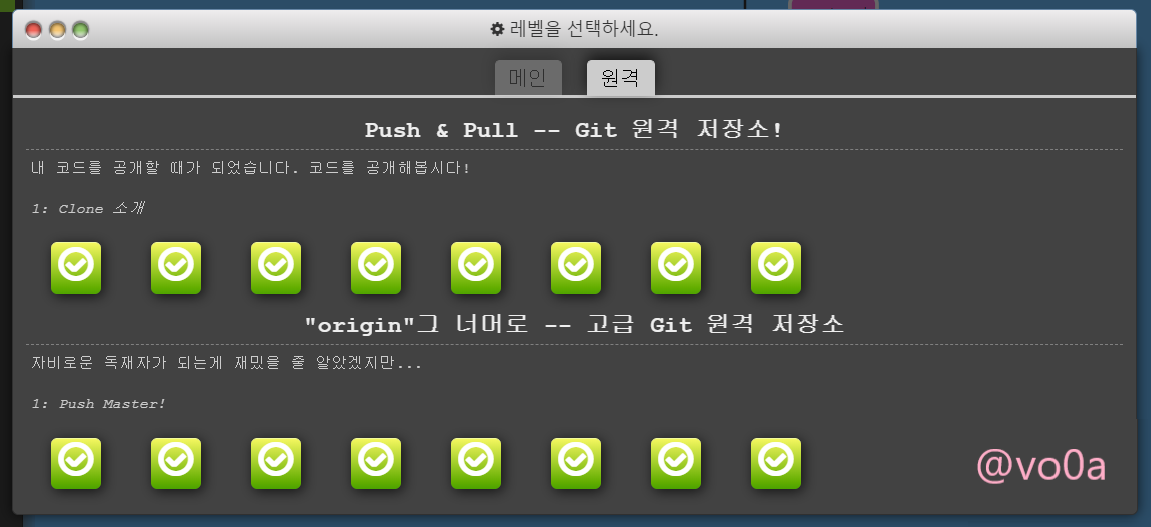 레벨을 선택하세요.
메인 원격
Push & Pull -- Git 원격 저장소!
내 코드를 공개할 때가 되었습니다. 코드를 공개해봅시다!
1: Clone 소개
"origin"그 너머로 -- 고급 Git 원격 저장소
자비로운 독재자가 되는게 재밌을 줄 알았겠지만...
1: Push Master!
@vo0a